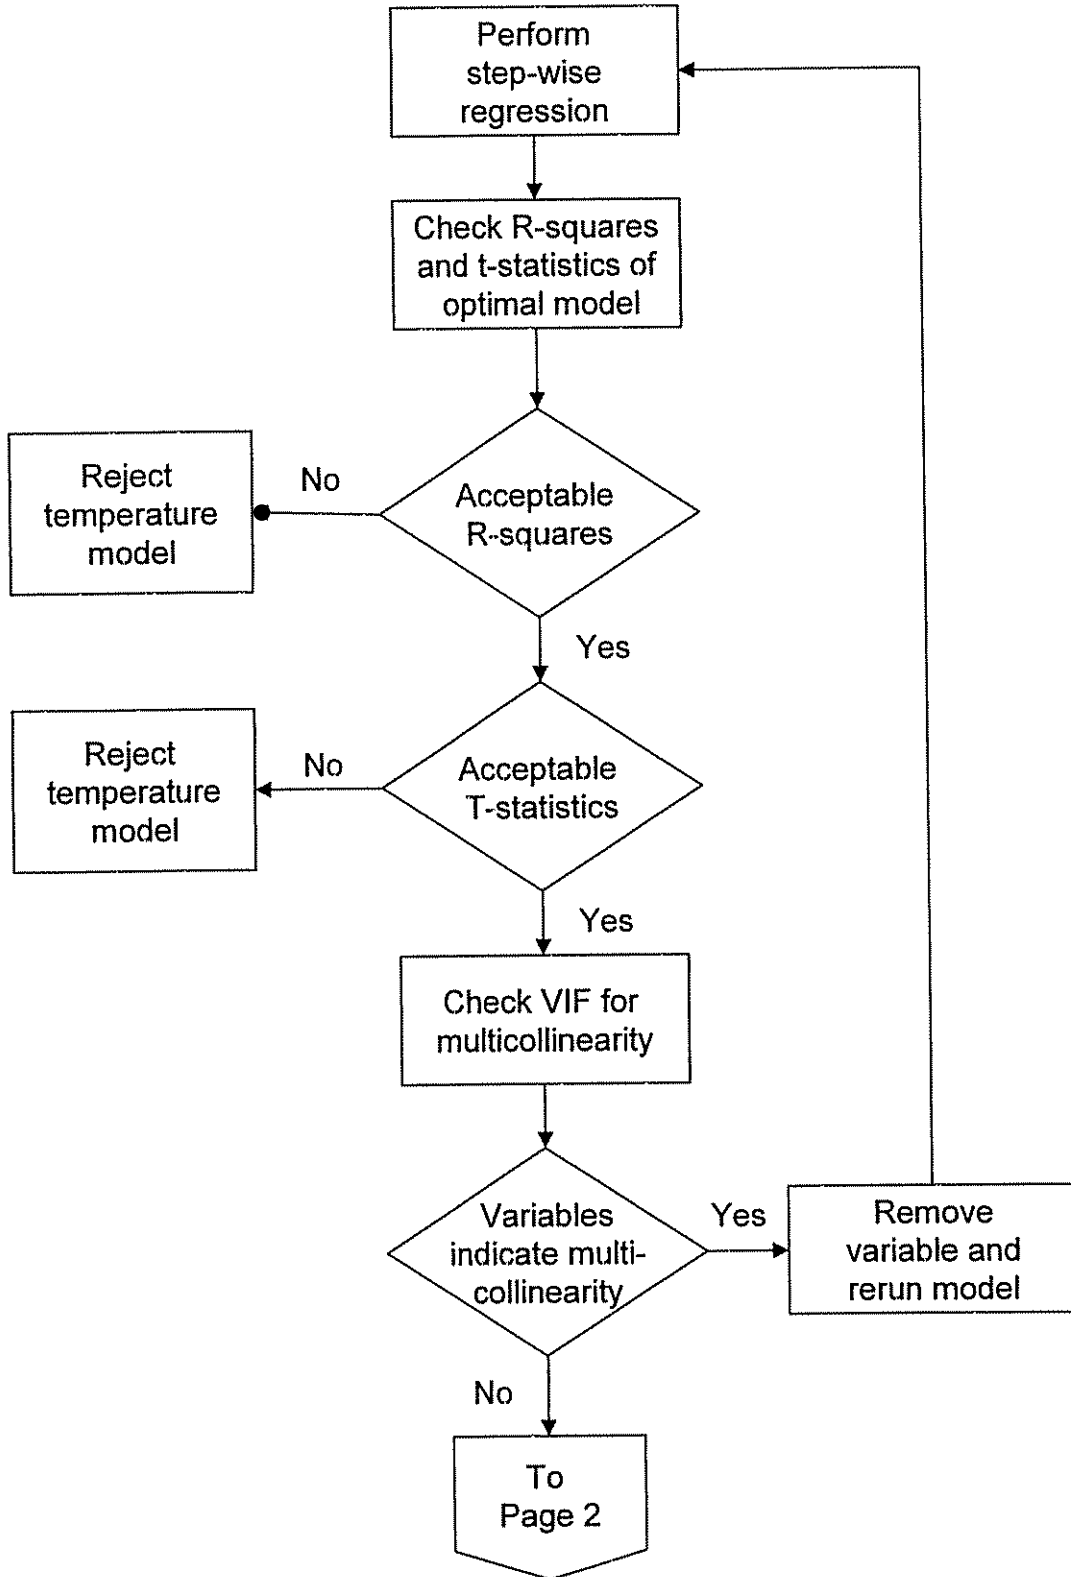 Perform
step-wise
regression
Check R-squares
and t-statistics of
optimal model
Reject
temperature
model
No
Acceptable
R-squares
Yes
Reject
temperature
model
No
Acceptable
T-statistics
Yes
Check VIF for
multicollinearity
Variables
indicate multi-
collinearity
Yes
Remove
variable and
rerun model
No
To
Page 2